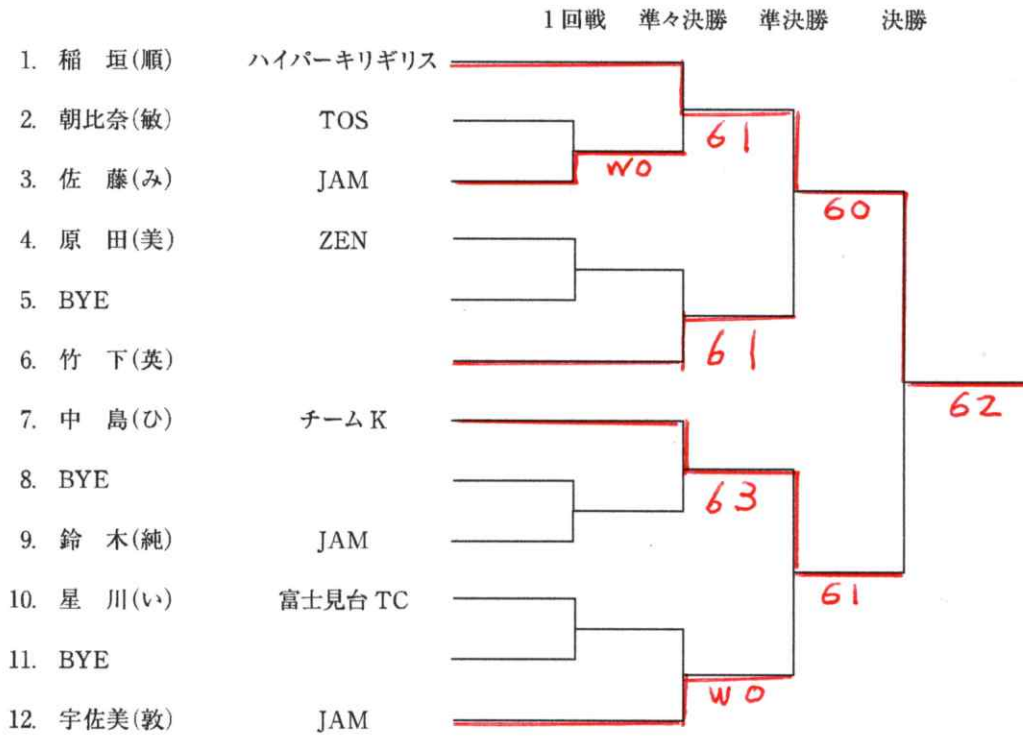 1回戦 準々決勝 準決勝 決勝
1. 稲 垣(順) ハイパーキリギリス
2. 朝比奈(敏) TOS
61
3. 佐 藤(み) JAM
WO
60
4. 原 田(美) ZEN
5. BYE
6. 竹 下(英)
61
62
7. 中 島(ひ) チームK
8. BYE
63
9. 鈴 木(純) JAM
10. 星 川(い) 富士見台 TC
61
11. BYE
WO
12. 宇佐美(敦) JAM